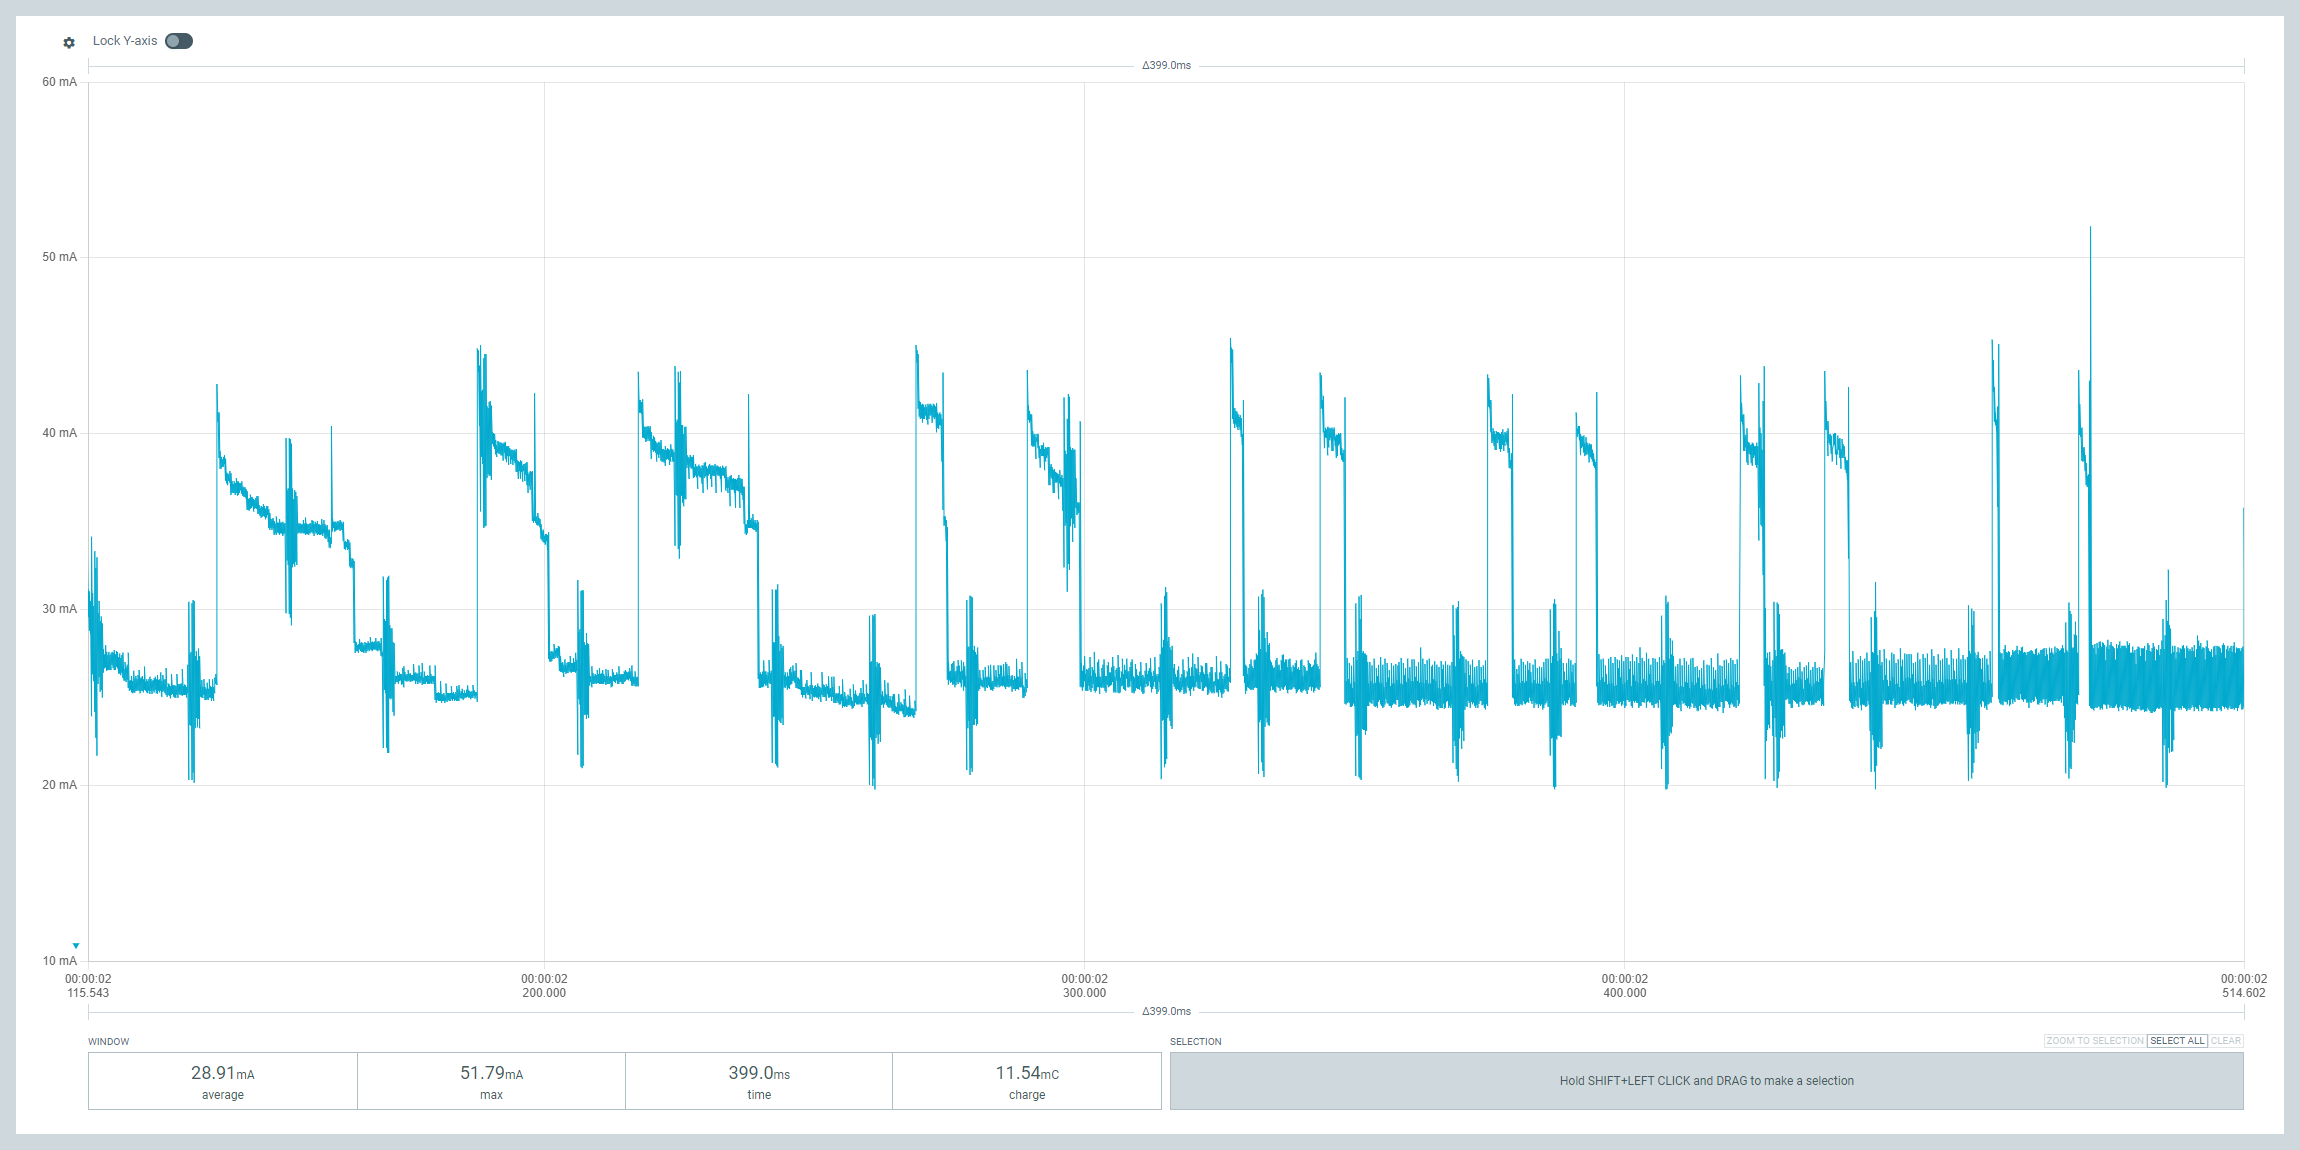 Lock Y-axis
Δ399.0ms
60 mA
50 mA
40 mA
30 mA
20 mA
10 mA
00:00:02 00:00:02 00:00:02 00:00:02 00:00:02
115.543 200.000 300.000 400.000 514.602
Δ399.0ms
WINDOW
28.91mA 51.79mA 399.0ms 11.54mC
average max time charge
SELECTION
ZOOM TO SELECTION SELECT ALL CLEAR
Hold SHIFT+LEFT CLICK and DRAG to make a selection